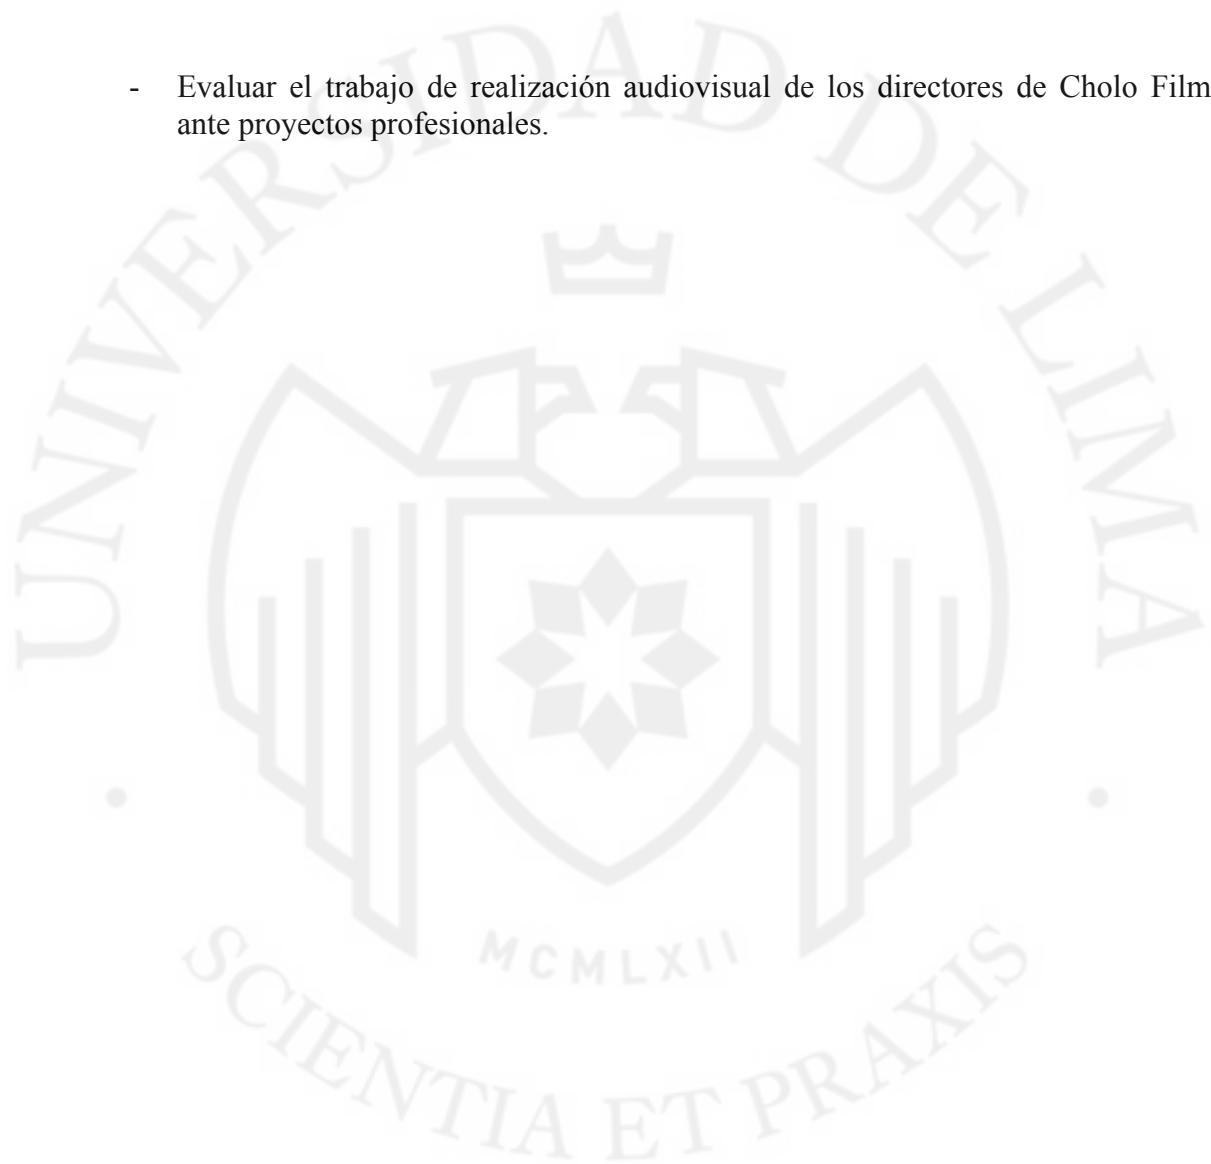 - Evaluar el trabajo de realización audiovisual de los directores de Cholo Film
ante proyectos profesionales.
UNIVERSIDAD DE LIMA
MCMLXII
SCIENTIA ET PRAXIS